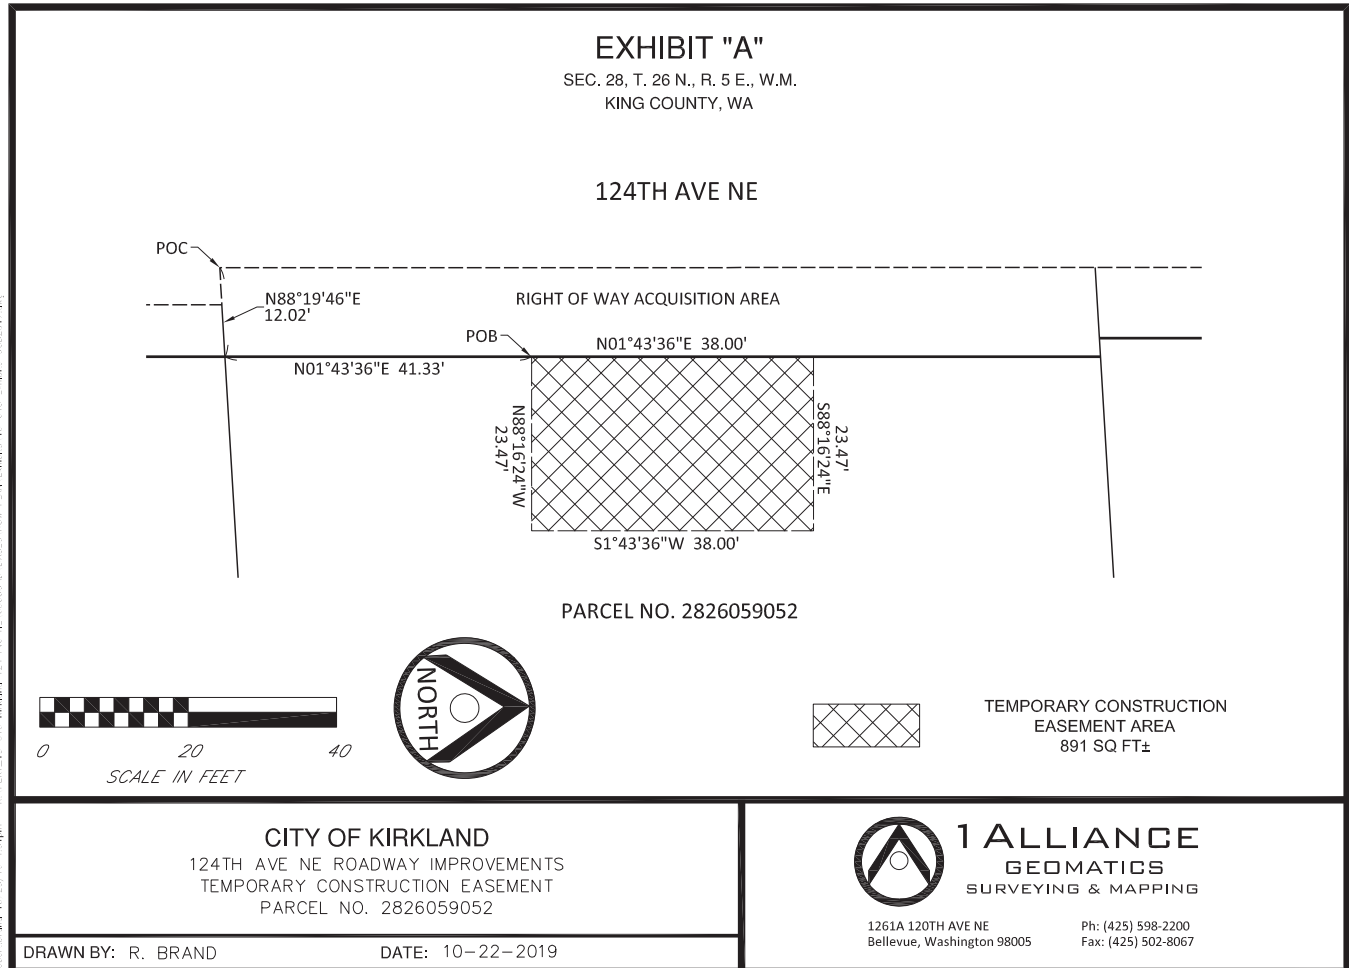 EXHIBIT "A"
SEC. 28, T. 26 N., R. 5 E., W.M.
KING COUNTY, WA
124TH AVE NE
POC
N88°19'46"E
12.02'
RIGHT OF WAY ACQUISITION AREA
POB
N01°43'36"E 38.00'
N01°43'36"E 41.33'
N88°16'24"W
23.47'
S88°16'24"E
23.47'
S1°43'36"W 38.00'
PARCEL NO. 2826059052
NORTH
0 20 40
SCALE IN FEET
TEMPORARY CONSTRUCTION
EASEMENT AREA
891 SQ FT±
CITY OF KIRKLAND
124TH AVE NE ROADWAY IMPROVEMENTS
TEMPORARY CONSTRUCTION EASEMENT
PARCEL NO. 2826059052
DRAWN BY: R. BRAND DATE: 10-22-2019
1 ALLIANCE
GEOMATICS
SURVEYING & MAPPING
1261A 120TH AVE NE
Bellevue, Washington 98005
Ph: (425) 598-2200
Fax: (425) 502-8067